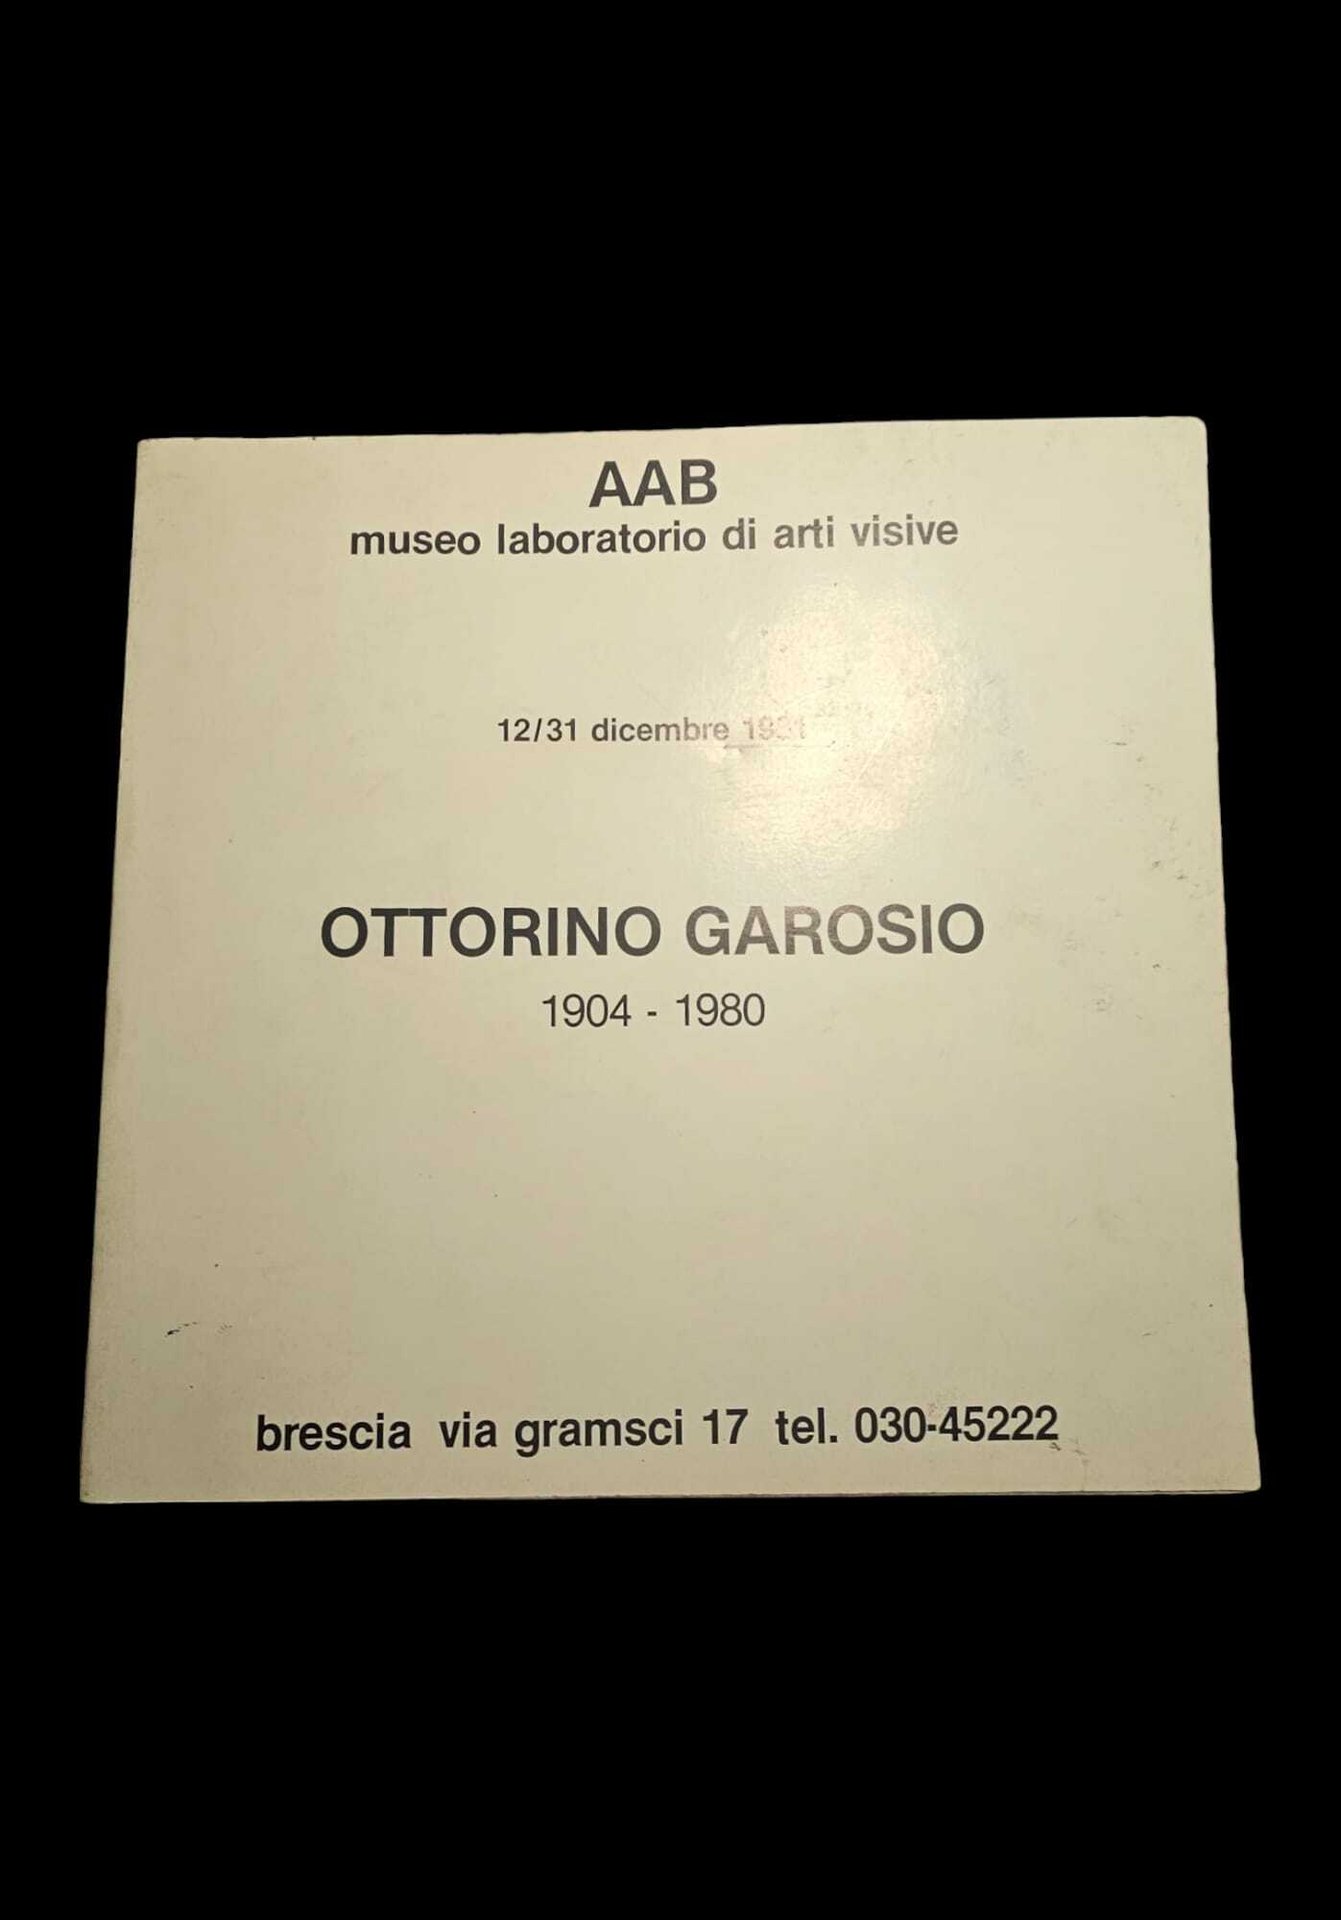 AAB
museo laboratorio di arti visive
12/31 dicembre 1981
OTTORINO GAROSIO
1904 - 1980
brescia via gramsci 17 tel. 030-45222